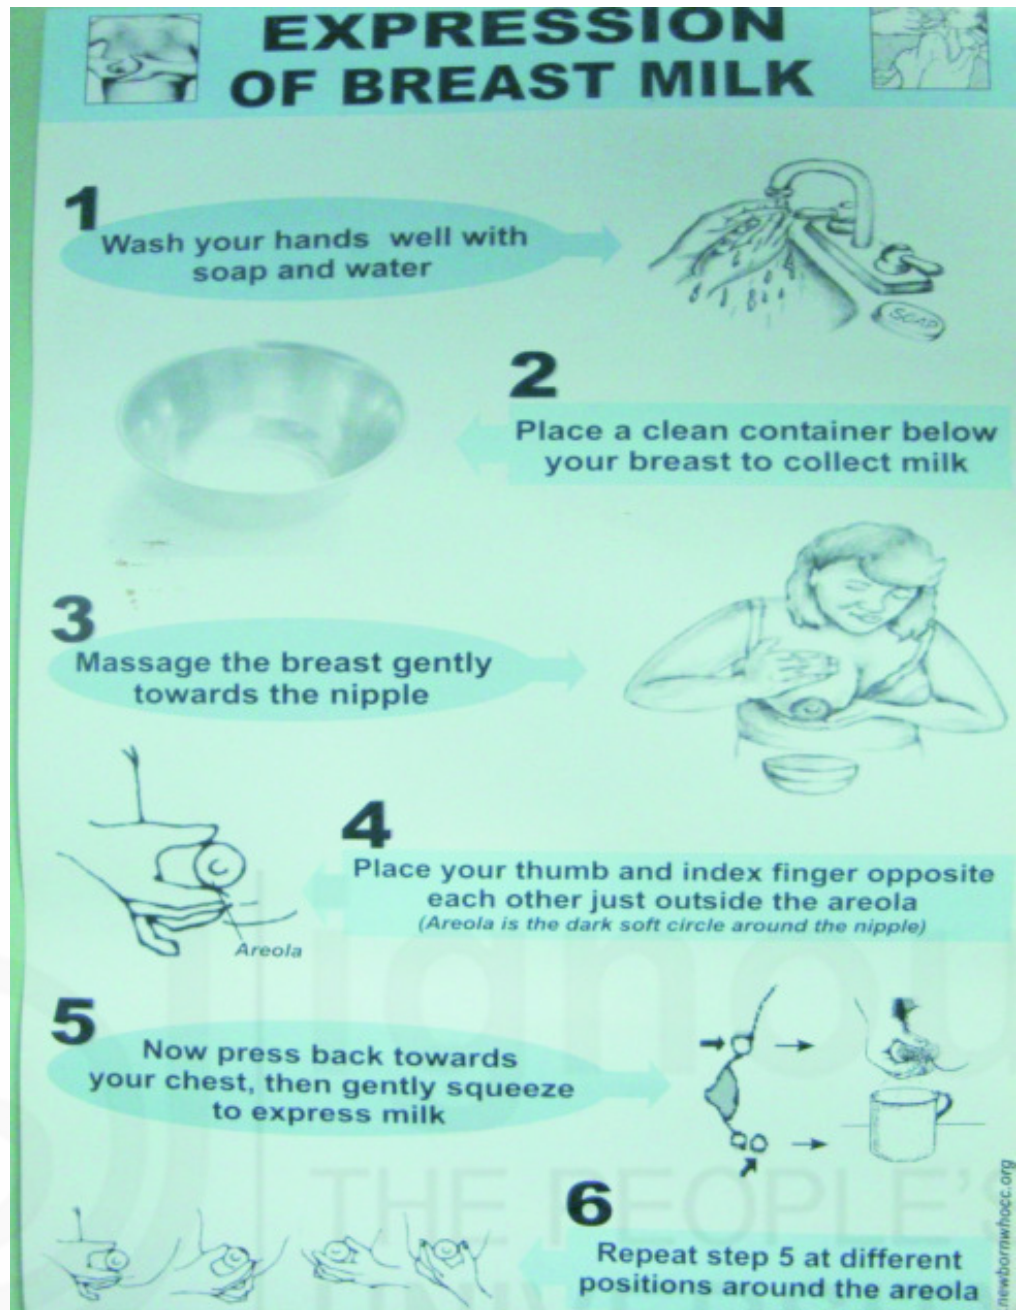 EXPRESSION
OF BREAST MILK
1
Wash your hands well with
soap and water
SOAP
2
Place a clean container below
your breast to collect milk
3
Massage the breast gently
towards the nipple
4
Place your thumb and index finger opposite
each other just outside the areola
(Areola is the dark soft circle around the nipple)
Areola
5
Now press back towards
your chest, then gently squeeze
to express milk
6
Repeat step 5 at different
positions around the areola
newbornwhocc.org
ignou
THE PEOPLE'S